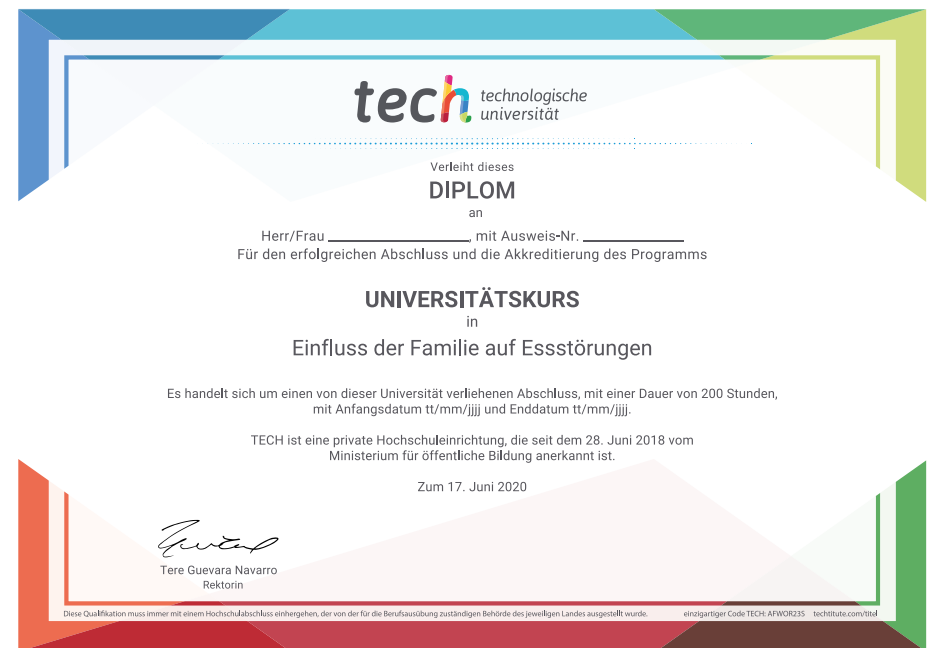 tech technologische
universität
Verleiht dieses
DIPLOM
an
Herr/Frau ________________, mit Ausweis-Nr. ____________
Für den erfolgreichen Abschluss und die Akkreditierung des Programms
UNIVERSITÄTSKURS
in
Einfluss der Familie auf Essstörungen
Es handelt sich um einen von dieser Universität verliehenen Abschluss, mit einer Dauer von 200 Stunden,
mit Anfangsdatum tt/mm/jjjj und Enddatum tt/mm/jjjj.
TECH ist eine private Hochschuleinrichtung, die seit dem 28. Juni 2018 vom
Ministerium für öffentliche Bildung anerkannt ist.
Zum 17. Juni 2020
Tere Guevara Navarro
Rektorin
Diese Qualifikation muss immer mit einem Hochschulabschluss einhergehen, der von der für die Berufsausübung zuständigen Behörde des jeweiligen Landes ausgestellt wurde. einzigartiger Code TECH: AFWOR23S techtitute.com/titel